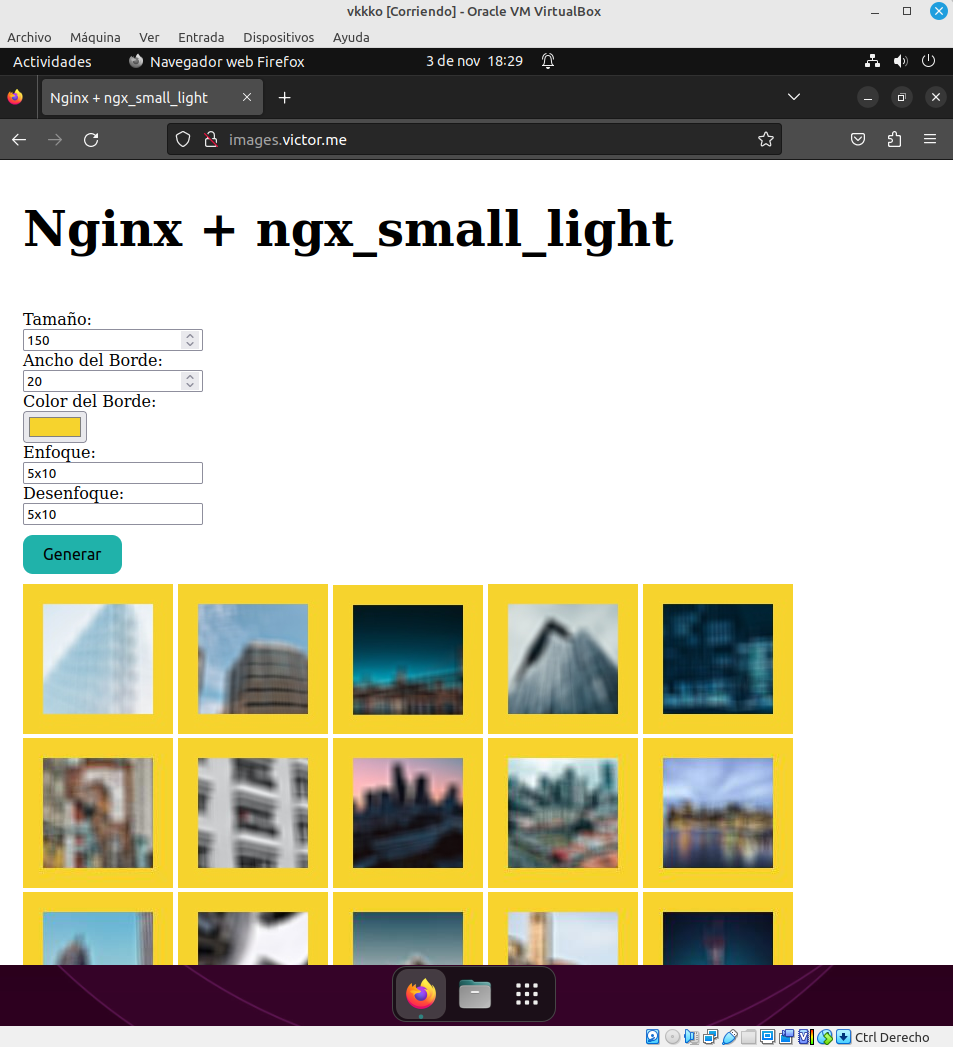 vkkko [Corriendo] - Oracle VM VirtualBox
Archivo Máquina Ver Entrada Dispositivos Ayuda
Actividades Navegador web Firefox 3 de nov 18:29
Nginx + ngx_small_light
images.victor.me
Nginx + ngx_small_light
Tamaño:
150
Ancho del Borde:
20
Color del Borde:
Enfoque:
5x10
Desenfoque:
5x10
Generar
Ctrl Derecho